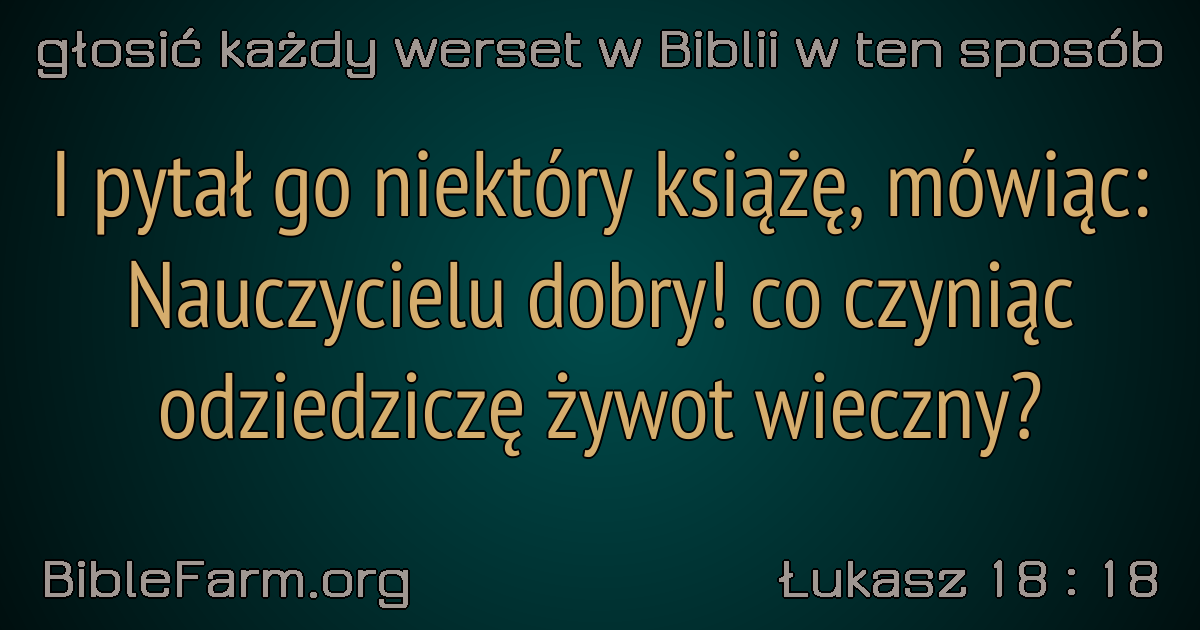 głosić każdy werset w Biblii w ten sposób
I pytał go niektóry książę, mówiąc:
Nauczycielu dobry! co czyniąc
odziedziczę żywot wieczny?
BibleFarm.org
Łukasz 18 : 18